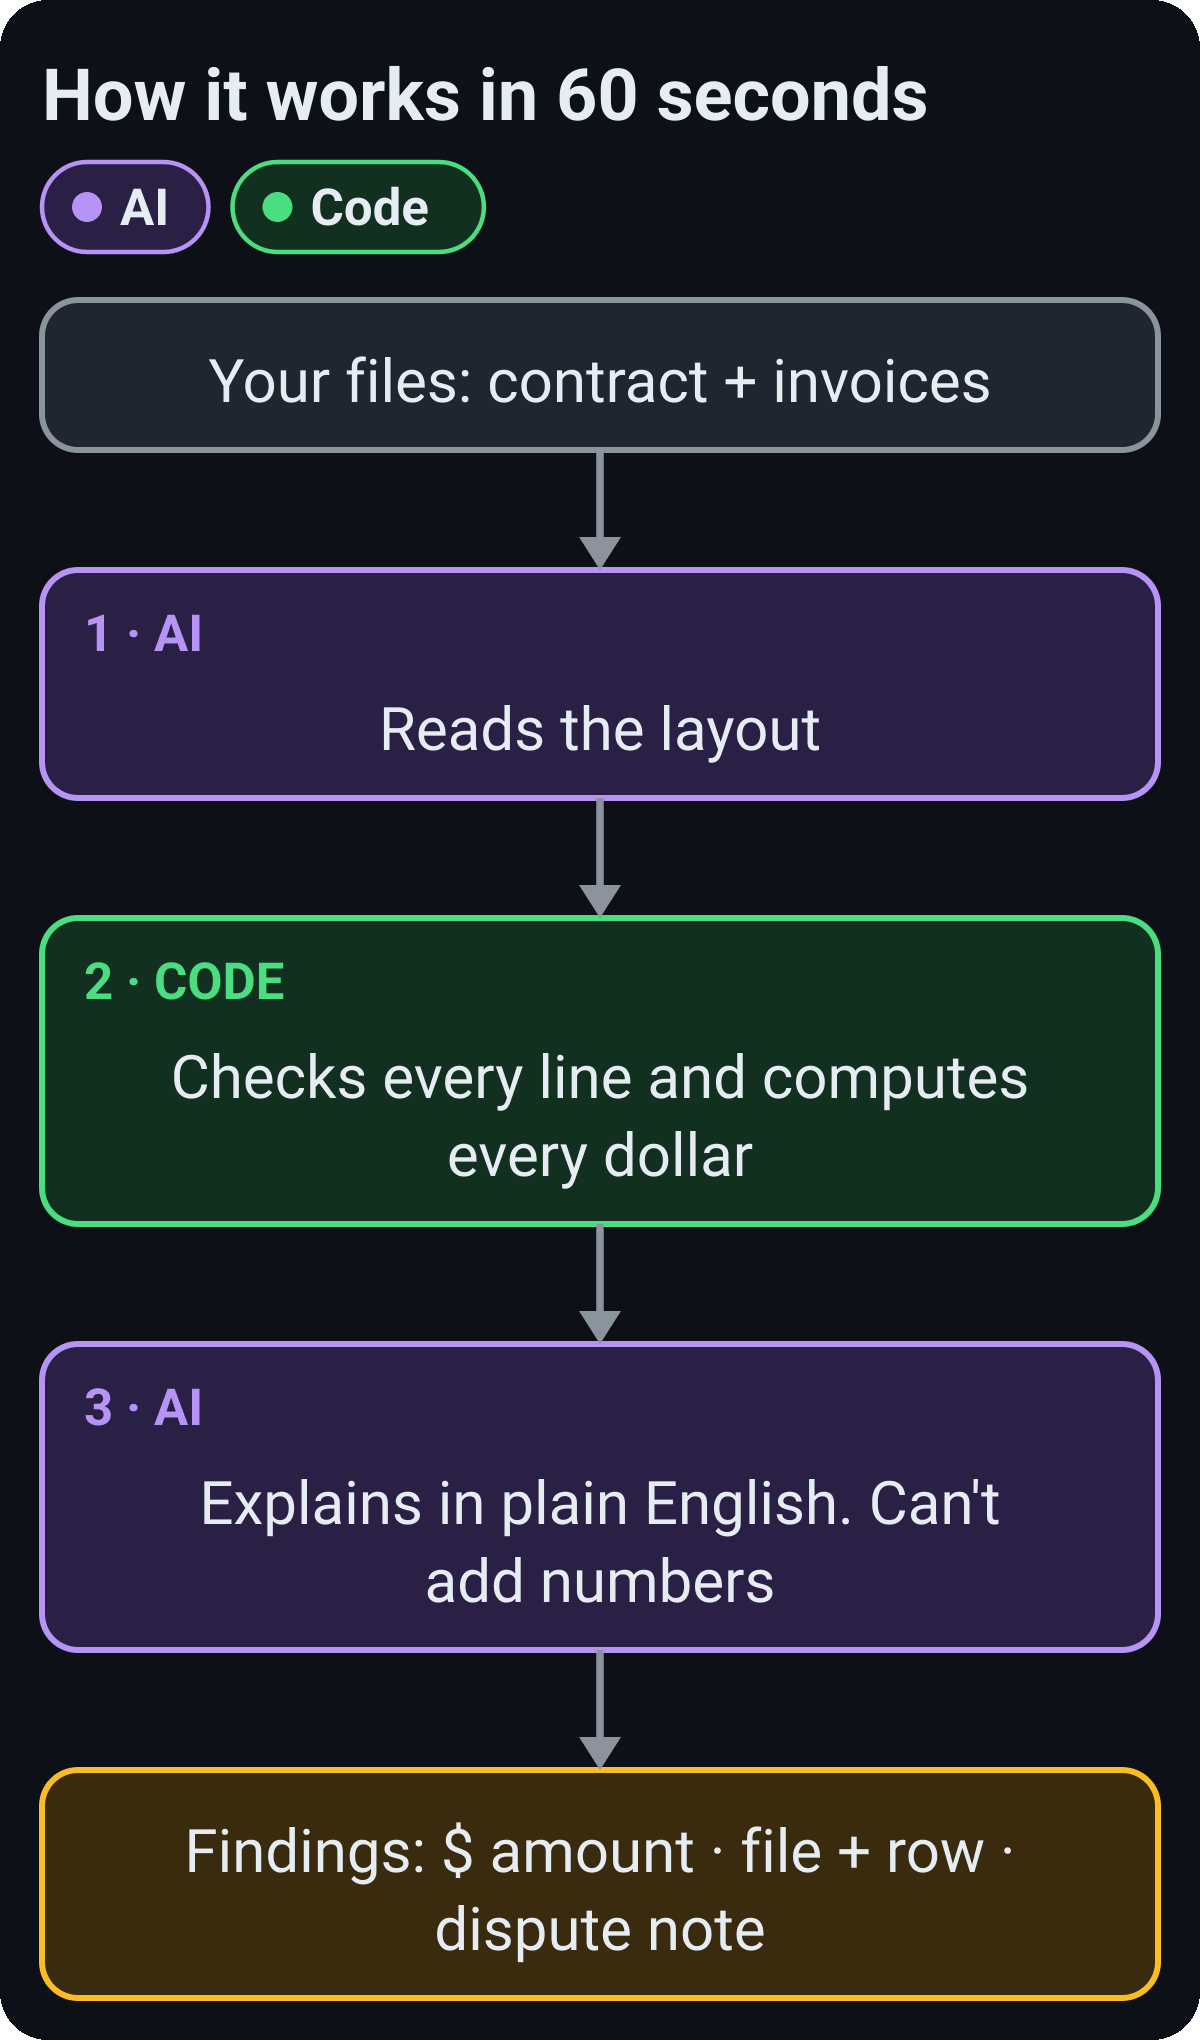 How it works in 60 seconds
AI
Code
Your files: contract + invoices
1 · AI
Reads the layout
2 · CODE
Checks every line and computes
every dollar
3 · AI
Explains in plain English. Can't
add numbers
Findings: $ amount · file + row ·
dispute note